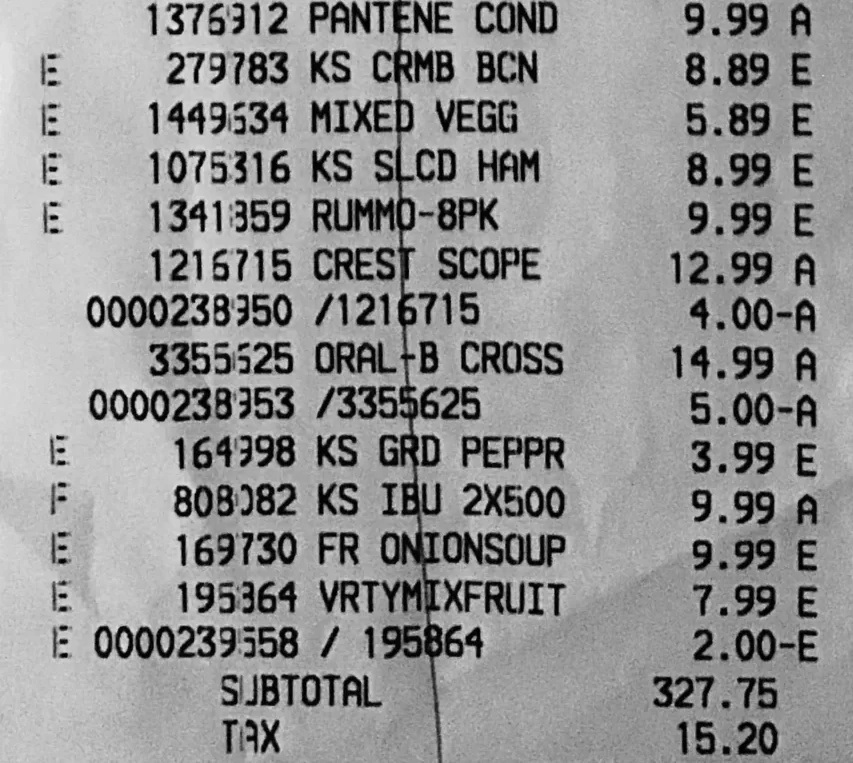 1376912 PANTENE COND 9.99 A
E 279783 KS CRMB BCN 8.89 E
E 1449634 MIXED VEGG 5.89 E
E 1075316 KS SLCD HAM 8.99 E
E 1341359 RUMMO-8PK 9.99 E
1216715 CREST SCOPE 12.99 A
0000238950 /1216715 4.00-A
3355625 ORAL-B CROSS 14.99 A
0000238953 /3355625 5.00-A
E 164998 KS GRD PEPPR 3.99 E
F 808082 KS IBU 2X500 9.99 A
E 169730 FR ONIONSOUP 9.99 E
E 195864 VRTYMIXFRUIT 7.99 E
E 0000239558 / 195864 2.00-E
SUBTOTAL 327.75
TAX 15.20